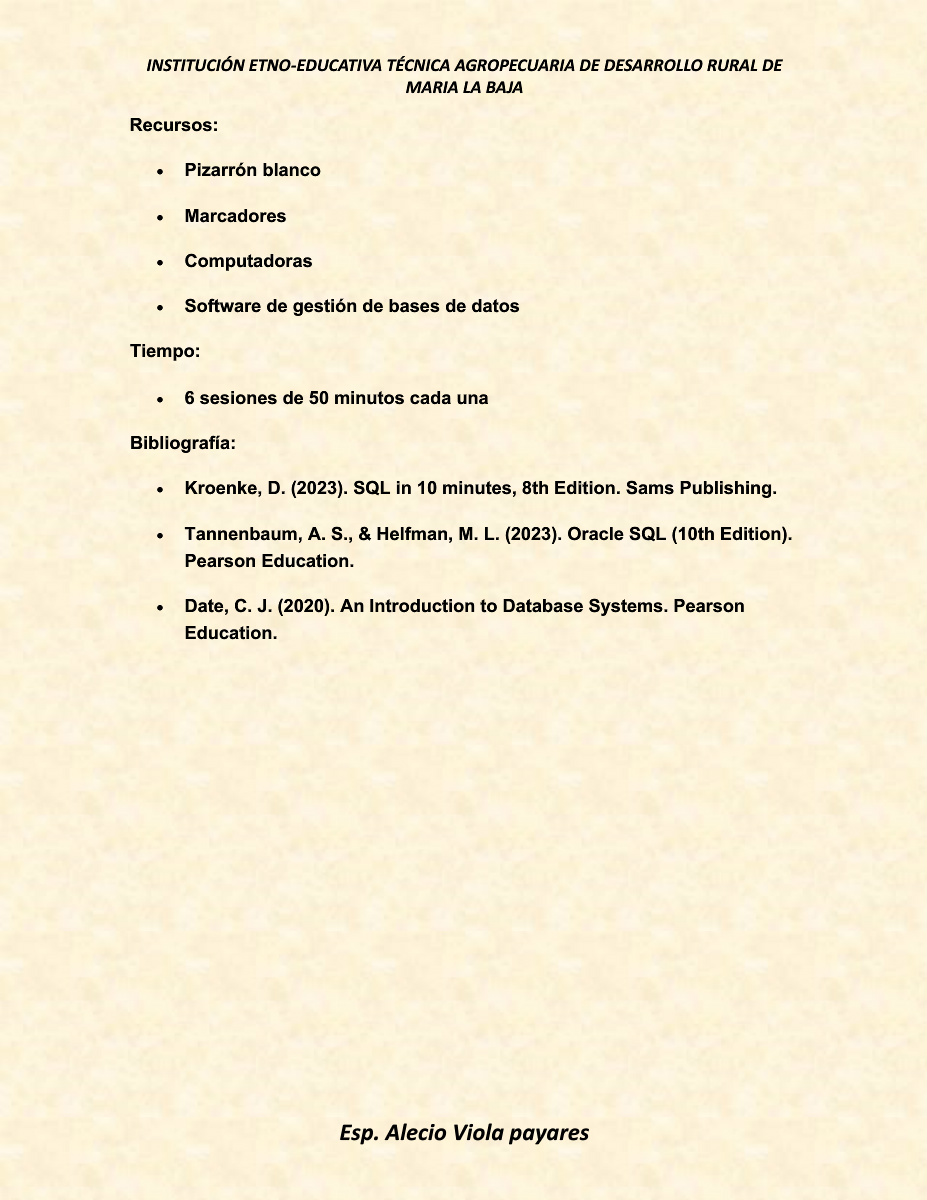 INSTITUCIÓN ETNO-EDUCATIVA TÉCNICA AGROPECUARIA DE DESARROLLO RURAL DE
MARIA LA BAJA
Recursos:
• Pizarrón blanco
• Marcadores
• Computadoras
• Software de gestión de bases de datos
Tiempo:
• 6 sesiones de 50 minutos cada una
Bibliografía:
• Kroenke, D. (2023). SQL in 10 minutes, 8th Edition. Sams Publishing.
• Tannenbaum, A. S., & Helfman, M. L. (2023). Oracle SQL (10th Edition).
Pearson Education.
• Date, C. J. (2020). An Introduction to Database Systems. Pearson
Education.
Esp. Alecio Viola payares